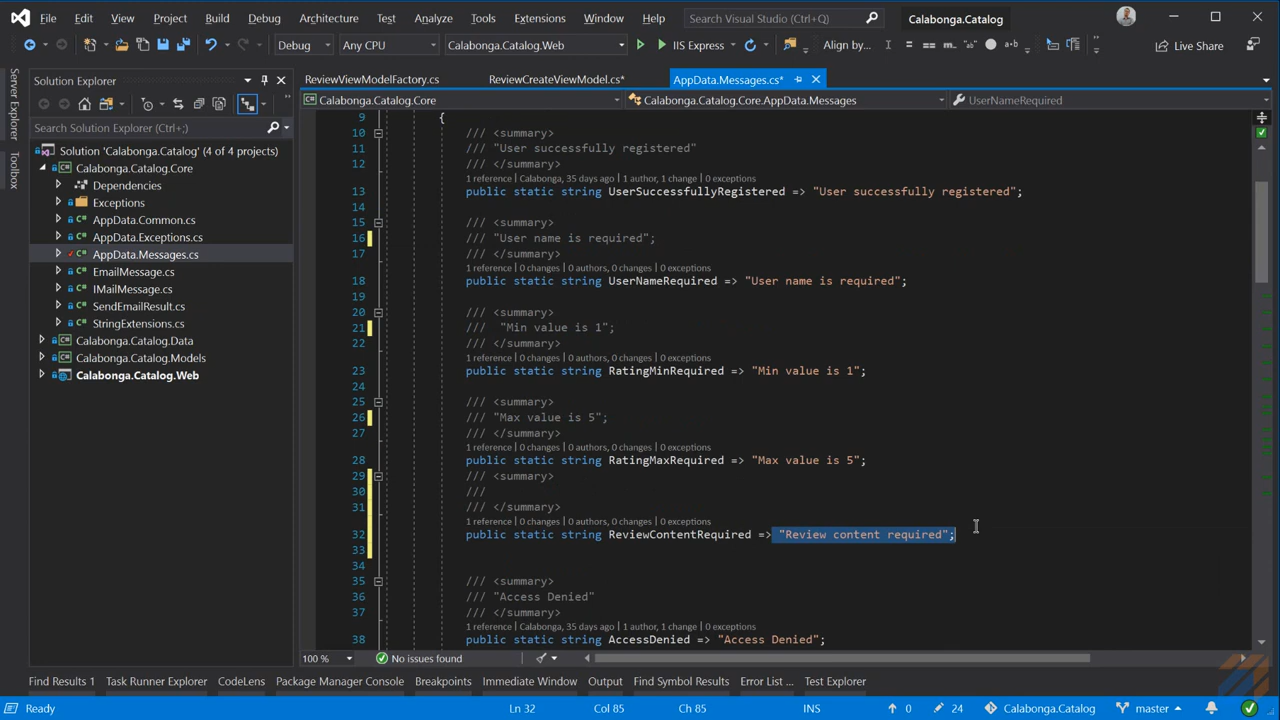 File Edit View Project Build Debug Architecture Test Analyze Tools Extensions Window Help Search Visual Studio (Ctrl+Q) Calabonga.Catalog
Debug Any CPU Calabonga.Catalog.Web IIS Express Align by... Live Share
Server Explorer
Toolbox
Solution Explorer
Search Solution Explorer (Ctrl+;)
Solution 'Calabonga.Catalog' (4 of 4 projects)
Calabonga.Catalog.Core
Dependencies
Exceptions
AppData.Common.cs
AppData.Exceptions.cs
AppData.Messages.cs
EmailMessage.cs
IMailMessage.cs
SendEmailResult.cs
StringExtensions.cs
Calabonga.Catalog.Data
Calabonga.Catalog.Models
Calabonga.Catalog.Web
ReviewViewModelFactory.cs ReviewCreateViewModel.cs* AppData.Messages.cs*
Calabonga.Catalog.Core Calabonga.Catalog.Core.AppData.Messages UserNameRequired
9 {
10 /// <summary>
11 /// "User successfully registered"
12 /// </summary>
1 reference | Calabonga, 35 days ago | 1 author, 1 change | 0 exceptions
13 public static string UserSuccessfullyRegistered => "User successfully registered";
14
15 /// <summary>
16 /// "User name is required";
17 /// </summary>
1 reference | 0 changes | 0 authors, 0 changes | 0 exceptions
18 public static string UserNameRequired => "User name is required";
19
20 /// <summary>
21 ///  "Min value is 1";
22 /// </summary>
1 reference | 0 changes | 0 authors, 0 changes | 0 exceptions
23 public static string RatingMinRequired => "Min value is 1";
24
25 /// <summary>
26 /// "Max value is 5";
27 /// </summary>
1 reference | 0 changes | 0 authors, 0 changes | 0 exceptions
28 public static string RatingMaxRequired => "Max value is 5";
29 /// <summary>
30 ///
31 /// </summary>
1 reference | 0 changes | 0 authors, 0 changes | 0 exceptions
32 public static string ReviewContentRequired => "Review content required";
33
34
35 /// <summary>
36 /// "Access Denied"
37 /// </summary>
1 reference | Calabonga, 35 days ago | 1 author, 1 change | 0 exceptions
38 public static string AccessDenied => "Access Denied";
100 % No issues found
Find Results 1 Task Runner Explorer CodeLens Package Manager Console Breakpoints Immediate Window Output Find Symbol Results Error List ... Test Explorer
Ready Ln 32 Col 85 Ch 85 INS 0 24 Calabonga.Catalog master